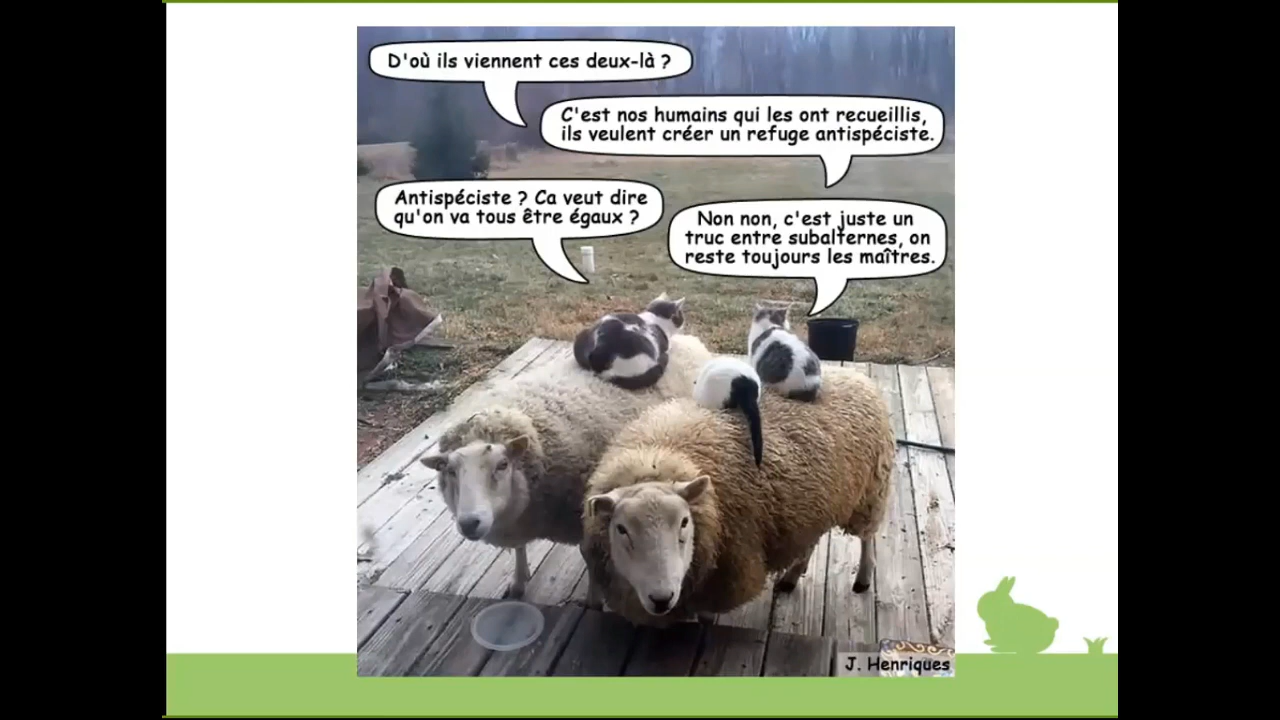 D'où ils viennent ces deux-là ?
C'est nos humains qui les ont recueillis,
ils veulent créer un refuge antispéciste.
Antispéciste ? Ca veut dire
qu'on va tous être égaux ?
Non non, c'est juste un
truc entre subalternes, on
reste toujours les maîtres.
J. Henriques